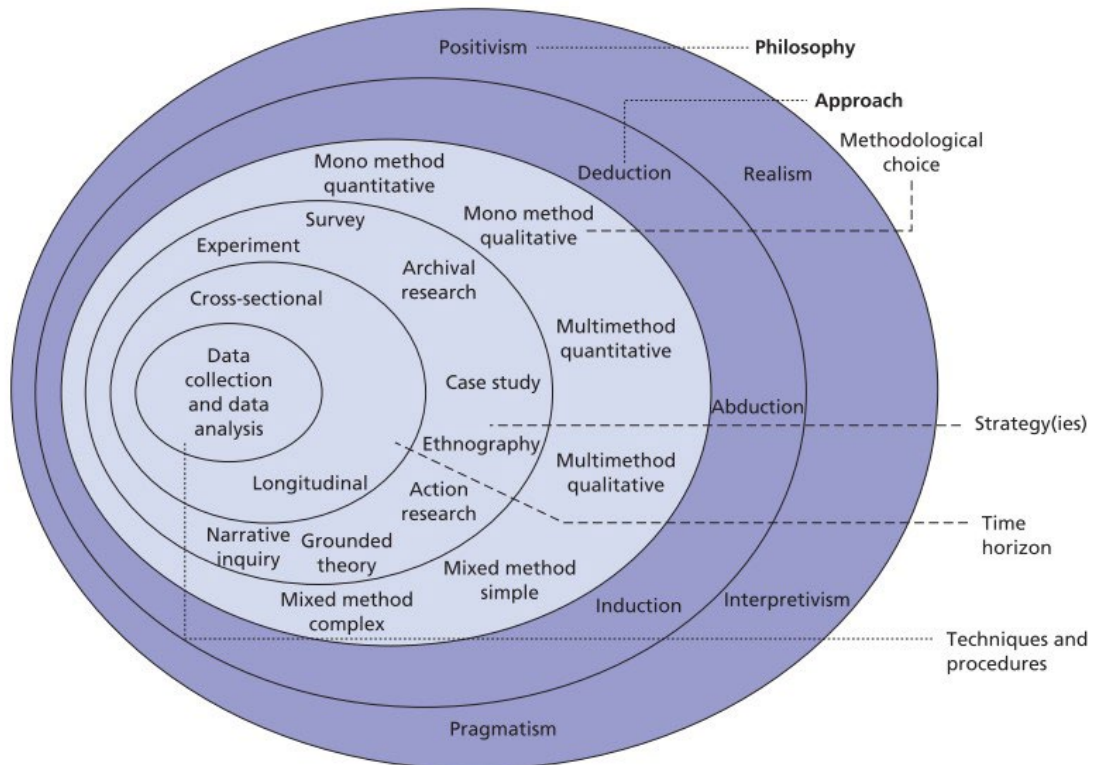 Positivism
Philosophy
Approach
Methodological
choice
Mono method
quantitative
Deduction
Realism
Mono method
qualitative
Survey
Experiment
Archival
research
Cross-sectional
Multimethod
quantitative
Data
collection
and data
analysis
Case study
Abduction
Strategy(ies)
Ethnography
Multimethod
qualitative
Longitudinal
Action
research
Time
horizon
Narrative
inquiry
Grounded
theory
Mixed method
simple
Mixed method
complex
Induction
Interpretivism
Techniques and
procedures
Pragmatism